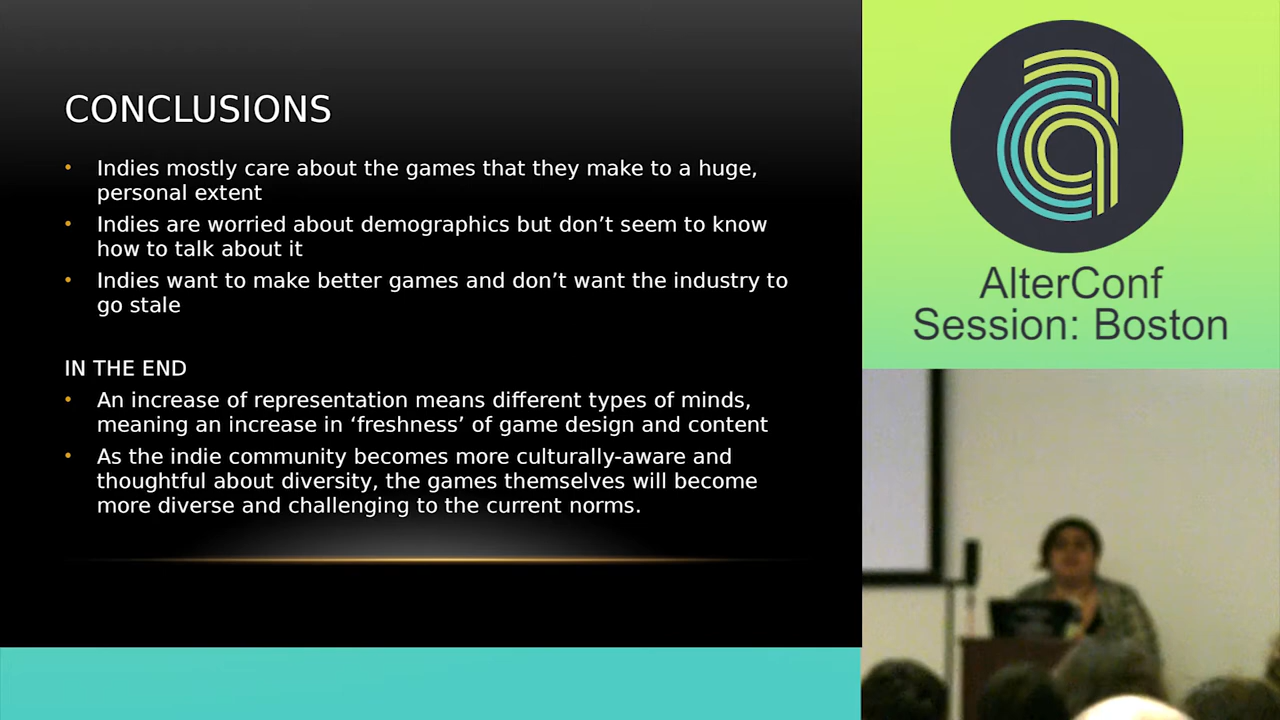 CONCLUSIONS
• Indies mostly care about the games that they make to a huge,
personal extent
• Indies are worried about demographics but don’t seem to know
how to talk about it
• Indies want to make better games and don’t want the industry to
go stale
IN THE END
• An increase of representation means different types of minds,
meaning an increase in ‘freshness’ of game design and content
• As the indie community becomes more culturally-aware and
thoughtful about diversity, the games themselves will become
more diverse and challenging to the current norms.
AlterConf
Session: Boston